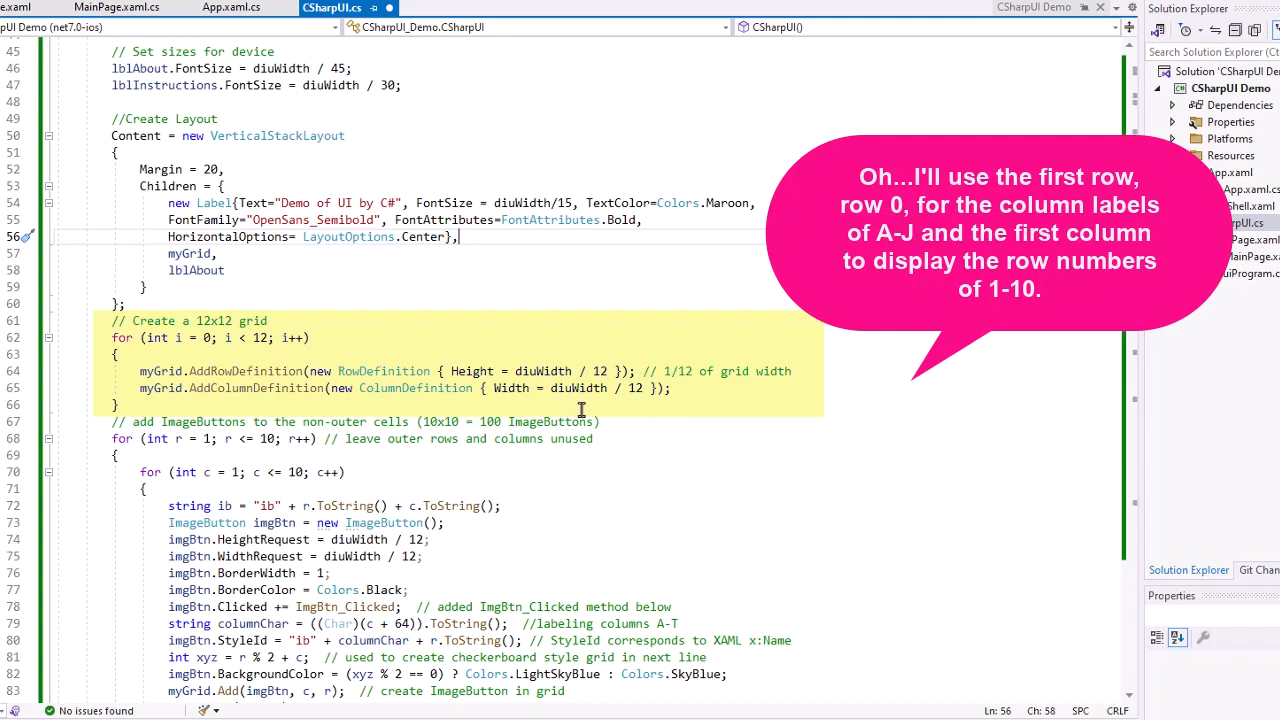 e.xaml
MainPage.xaml.cs
App.xaml.cs
CSharpUI.cs
CSharpUI Demo
Solution Explorer
pUI Demo (net7.0-ios)
CSharpUI_Demo.CSharpUI
CSharpUI()
45 // Set sizes for device
46 lblAbout.FontSize = diuWidth / 45;
47 lblInstructions.FontSize = diuWidth / 30;
48
49 //Create Layout
50 Content = new VerticalStackLayout
51 {
52 Margin = 20,
53 Children = {
54 new Label{Text="Demo of UI by C#", FontSize = diuWidth/15, TextColor=Colors.Maroon,
55 FontFamily="OpenSans_Semibold", FontAttributes=FontAttributes.Bold,
56 HorizontalOptions= LayoutOptions.Center},
57 myGrid,
58 lblAbout
59 }
60 };
61 // Create a 12x12 grid
62 for (int i = 0; i < 12; i++)
63 {
64 myGrid.AddRowDefinition(new RowDefinition { Height = diuWidth / 12 }); // 1/12 of grid width
65 myGrid.AddColumnDefinition(new ColumnDefinition { Width = diuWidth / 12 });
66 }
67 // add ImageButtons to the non-outer cells (10x10 = 100 ImageButtons)
68 for (int r = 1; r <= 10; r++) // leave outer rows and columns unused
69 {
70 for (int c = 1; c <= 10; c++)
71 {
72 string ib = "ib" + r.ToString() + c.ToString();
73 ImageButton imgBtn = new ImageButton();
74 imgBtn.HeightRequest = diuWidth / 12;
75 imgBtn.WidthRequest = diuWidth / 12;
76 imgBtn.BorderWidth = 1;
77 imgBtn.BorderColor = Colors.Black;
78 imgBtn.Clicked += ImgBtn_Clicked; // added ImgBtn_Clicked method below
79 string columnChar = ((Char)(c + 64)).ToString(); //labeling columns A-T
80 imgBtn.StyleId = "ib" + columnChar + r.ToString(); // StyleId corresponds to XAML x:Name
81 int xyz = r % 2 + c; // used to create checkerboard style grid in next line
82 imgBtn.BackgroundColor = (xyz % 2 == 0) ? Colors.LightSkyBlue : Colors.SkyBlue;
83 myGrid.Add(imgBtn, c, r); // create ImageButton in grid
Oh...I'll use the first row,
row 0, for the column labels
of A-J and the first column
to display the row numbers
of 1-10.
Search Solution Explorer (Ct
Solution 'CSharpUI_D
CSharpUI Demo
Dependencies
Properties
Platforms
Resources
App.xaml
Solution Explorer
Git Chan
Properties
No issues found
Ln: 56
Ch: 58
SPC
CRLF